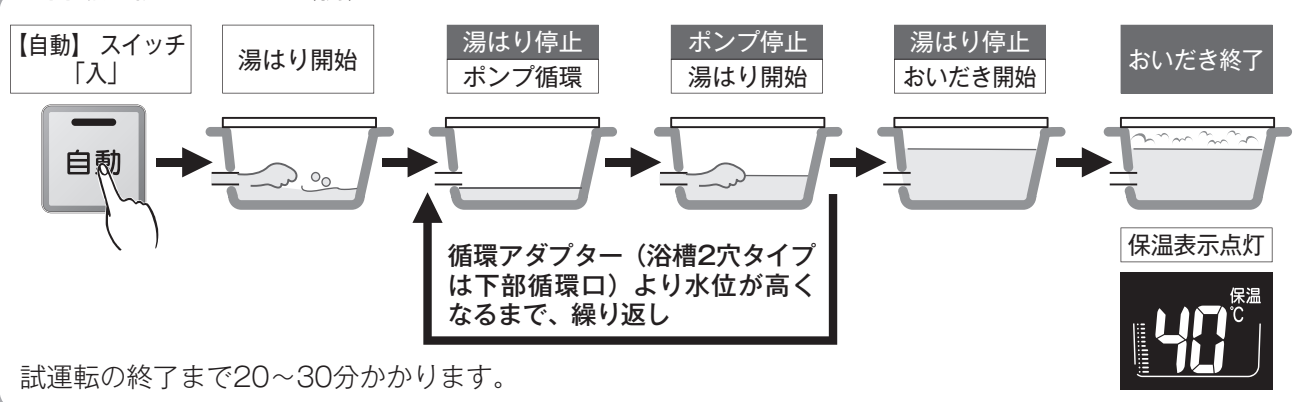 【自動】 スイッチ
「入」
湯はり開始
湯はり停止
ポンプ循環
ポンプ停止
湯はり開始
湯はり停止
おいだき開始
おいだき終了
自動
循環アダプター（浴槽2穴タイプ
は下部循環口）より水位が高く
なるまで、繰り返し
保温表示点灯
保温
40℃
試運転の終了まで20～30分かかります。